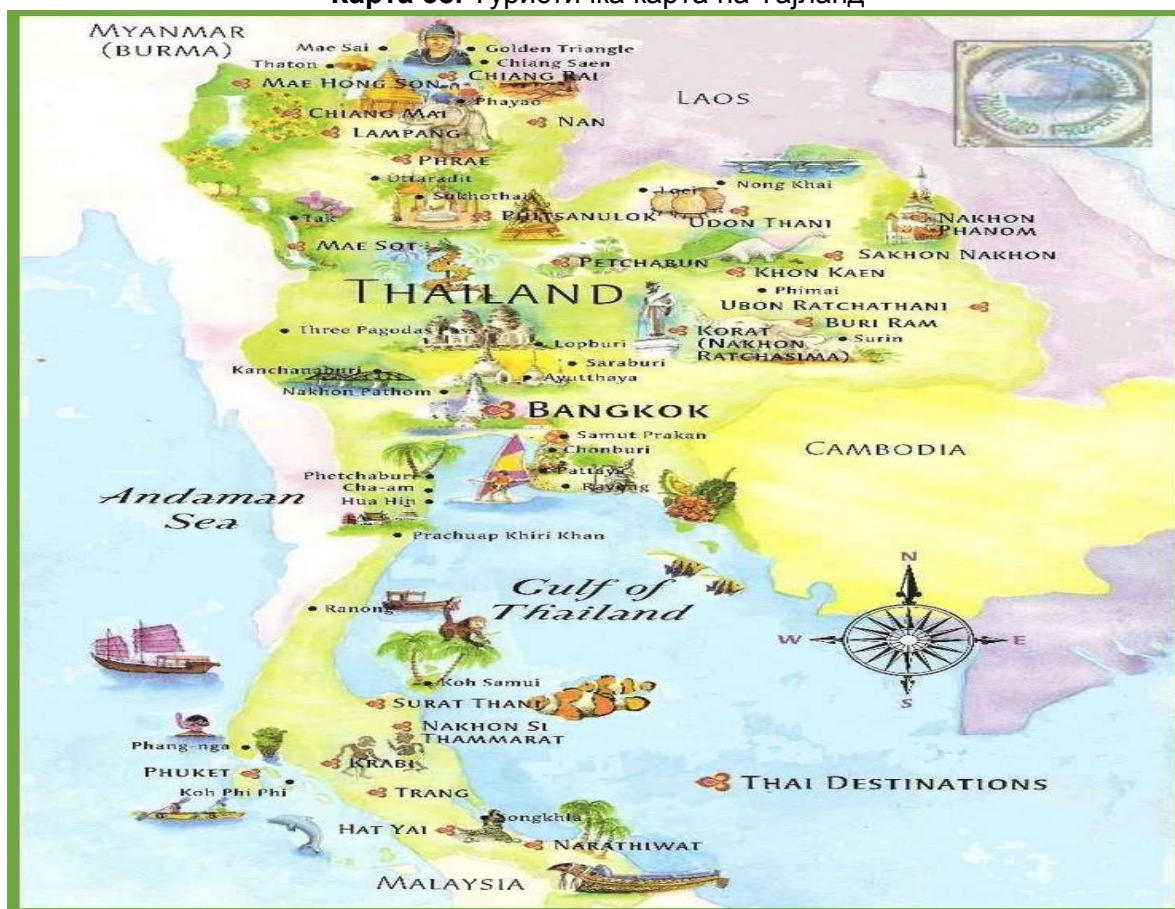 Карта Туристичка карта на Тајланд
MYANMAR
(BURMA)
Mae Sai
Golden Triangle
Thaton
Chiang Saen
MAE HONG SON
CHIANG RAI
Phayao
LAOS
CHIANG MAI
NAN
LAMPANG
PHRAE
Uttaradit
Sukhothai
Loei
Nong Khai
Tak
PHITSANULOK
UDON THANI
NAKHON
PHANOM
MAE SOT
PETCHABUN
SAKHON NAKHON
KHON KAEN
THAILAND
Phimai
UBON RATCHATHANI
Three Pagodas Pass
Lopburi
KORAT
(NAKHON
RATCHASIMA)
BURI RAM
Surin
Saraburi
Kanchanaburi
Ayutthaya
Nakhon Pathom
BANGKOK
Samut Prakan
Chonburi
CAMBODIA
Phetchaburi
Pattaya
Cha-am
Rayong
Hua Hin
Andaman
Sea
Prachuap Khiri Khan
N
Gulf of
Thailand
Ranong
W
E
S
Koh Samui
SURAT THANI
NAKHON SI
THAMMARAT
Phang-nga
KRABI
PHUKET
Koh Phi Phi
TRANG
THAI DESTINATIONS
Songkhla
HAT YAI
NARATHIWAT
MALAYSIA